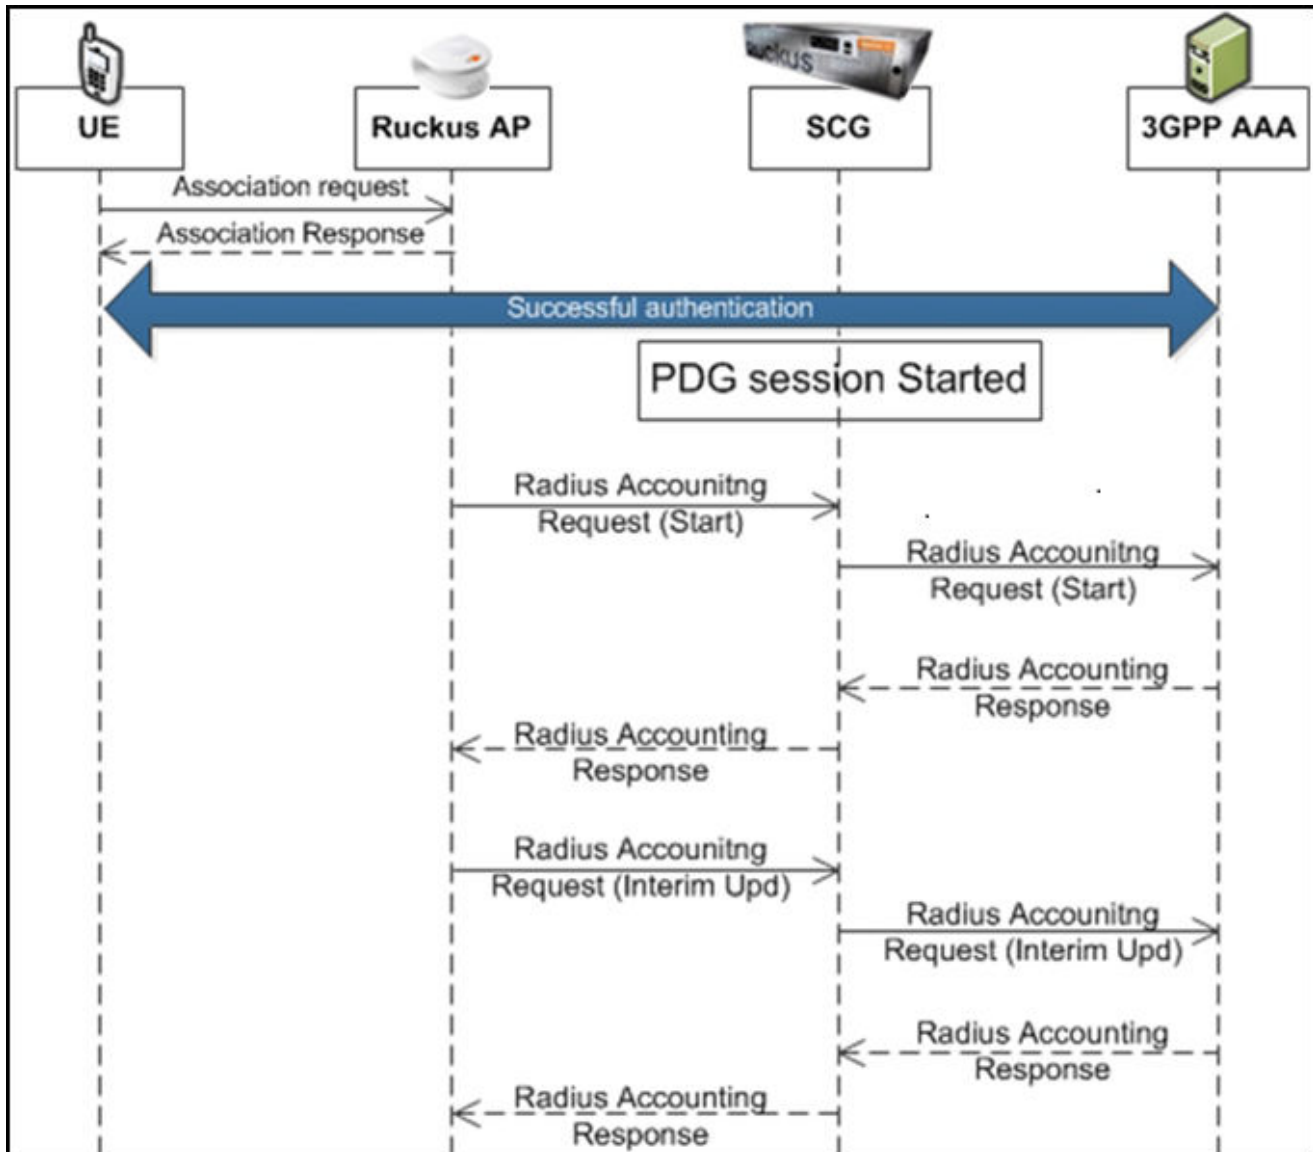 UE
Ruckus AP
SCG
3GPP AAA
Ruckus
Association request
Association Response
Successful authentication
PDG session Started
Radius Accounitng
Request (Start)
Radius Accounitng
Request (Start)
Radius Accounting
Response
Radius Accounting
Response
Radius Accounitng
Request (Interim Upd)
Radius Accounitng
Request (Interim Upd)
Radius Accounting
Response
Radius Accounting
Response